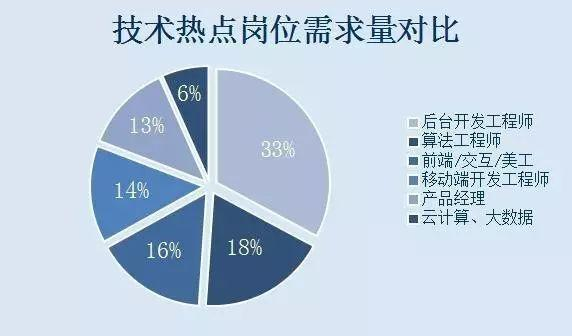 技术热点岗位需求量对比
6%
33%
13%
14%
16%
18%
后台开发工程师
算法工程师
前端/交互/美工
移动端开发工程师
产品经理
云计算、大数据